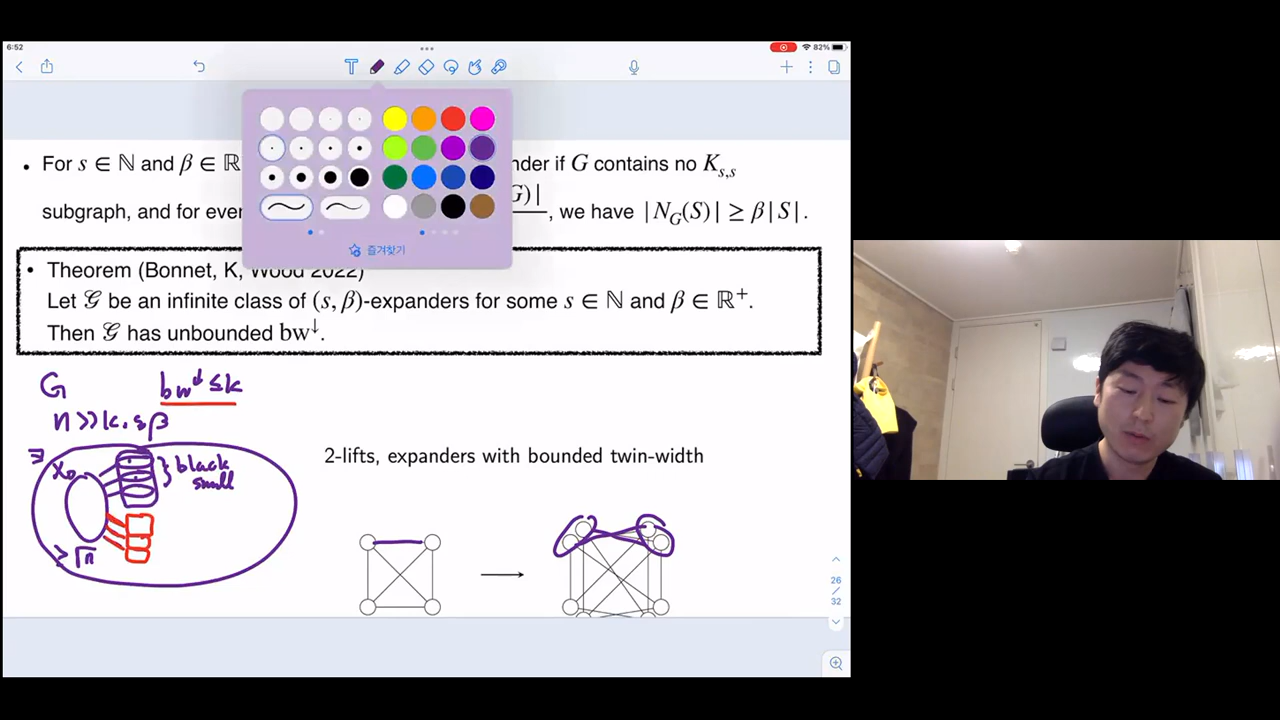 6:52
82%
T
• For s ∈ ℕ and β ∈ ℝ nder if G contains no K_{s,s}
subgraph, and for ever G)| , we have |N_G(S)| ≥ β|S|.
즐겨찾기
• Theorem (Bonnet, K, Wood 2022)
Let 𝒢 be an infinite class of (s, β)-expanders for some s ∈ ℕ and β ∈ ℝ⁺.
Then 𝒢 has unbounded bw↓.
G bw↓ ≤ k
n >> k, s, β
∃ X₀ black
small
≥ √n
2-lifts, expanders with bounded twin-width
26
/
32